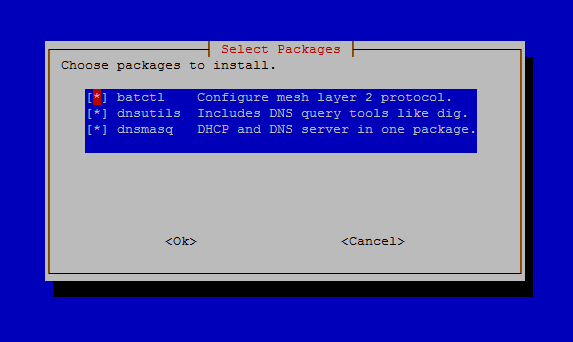 Select Packages
Choose packages to install.
[*] batctl Configure mesh layer 2 protocol.
[*] dnsutils Includes DNS query tools like dig.
[*] dnsmasq DHCP and DNS server in one package.
<Ok> <Cancel>